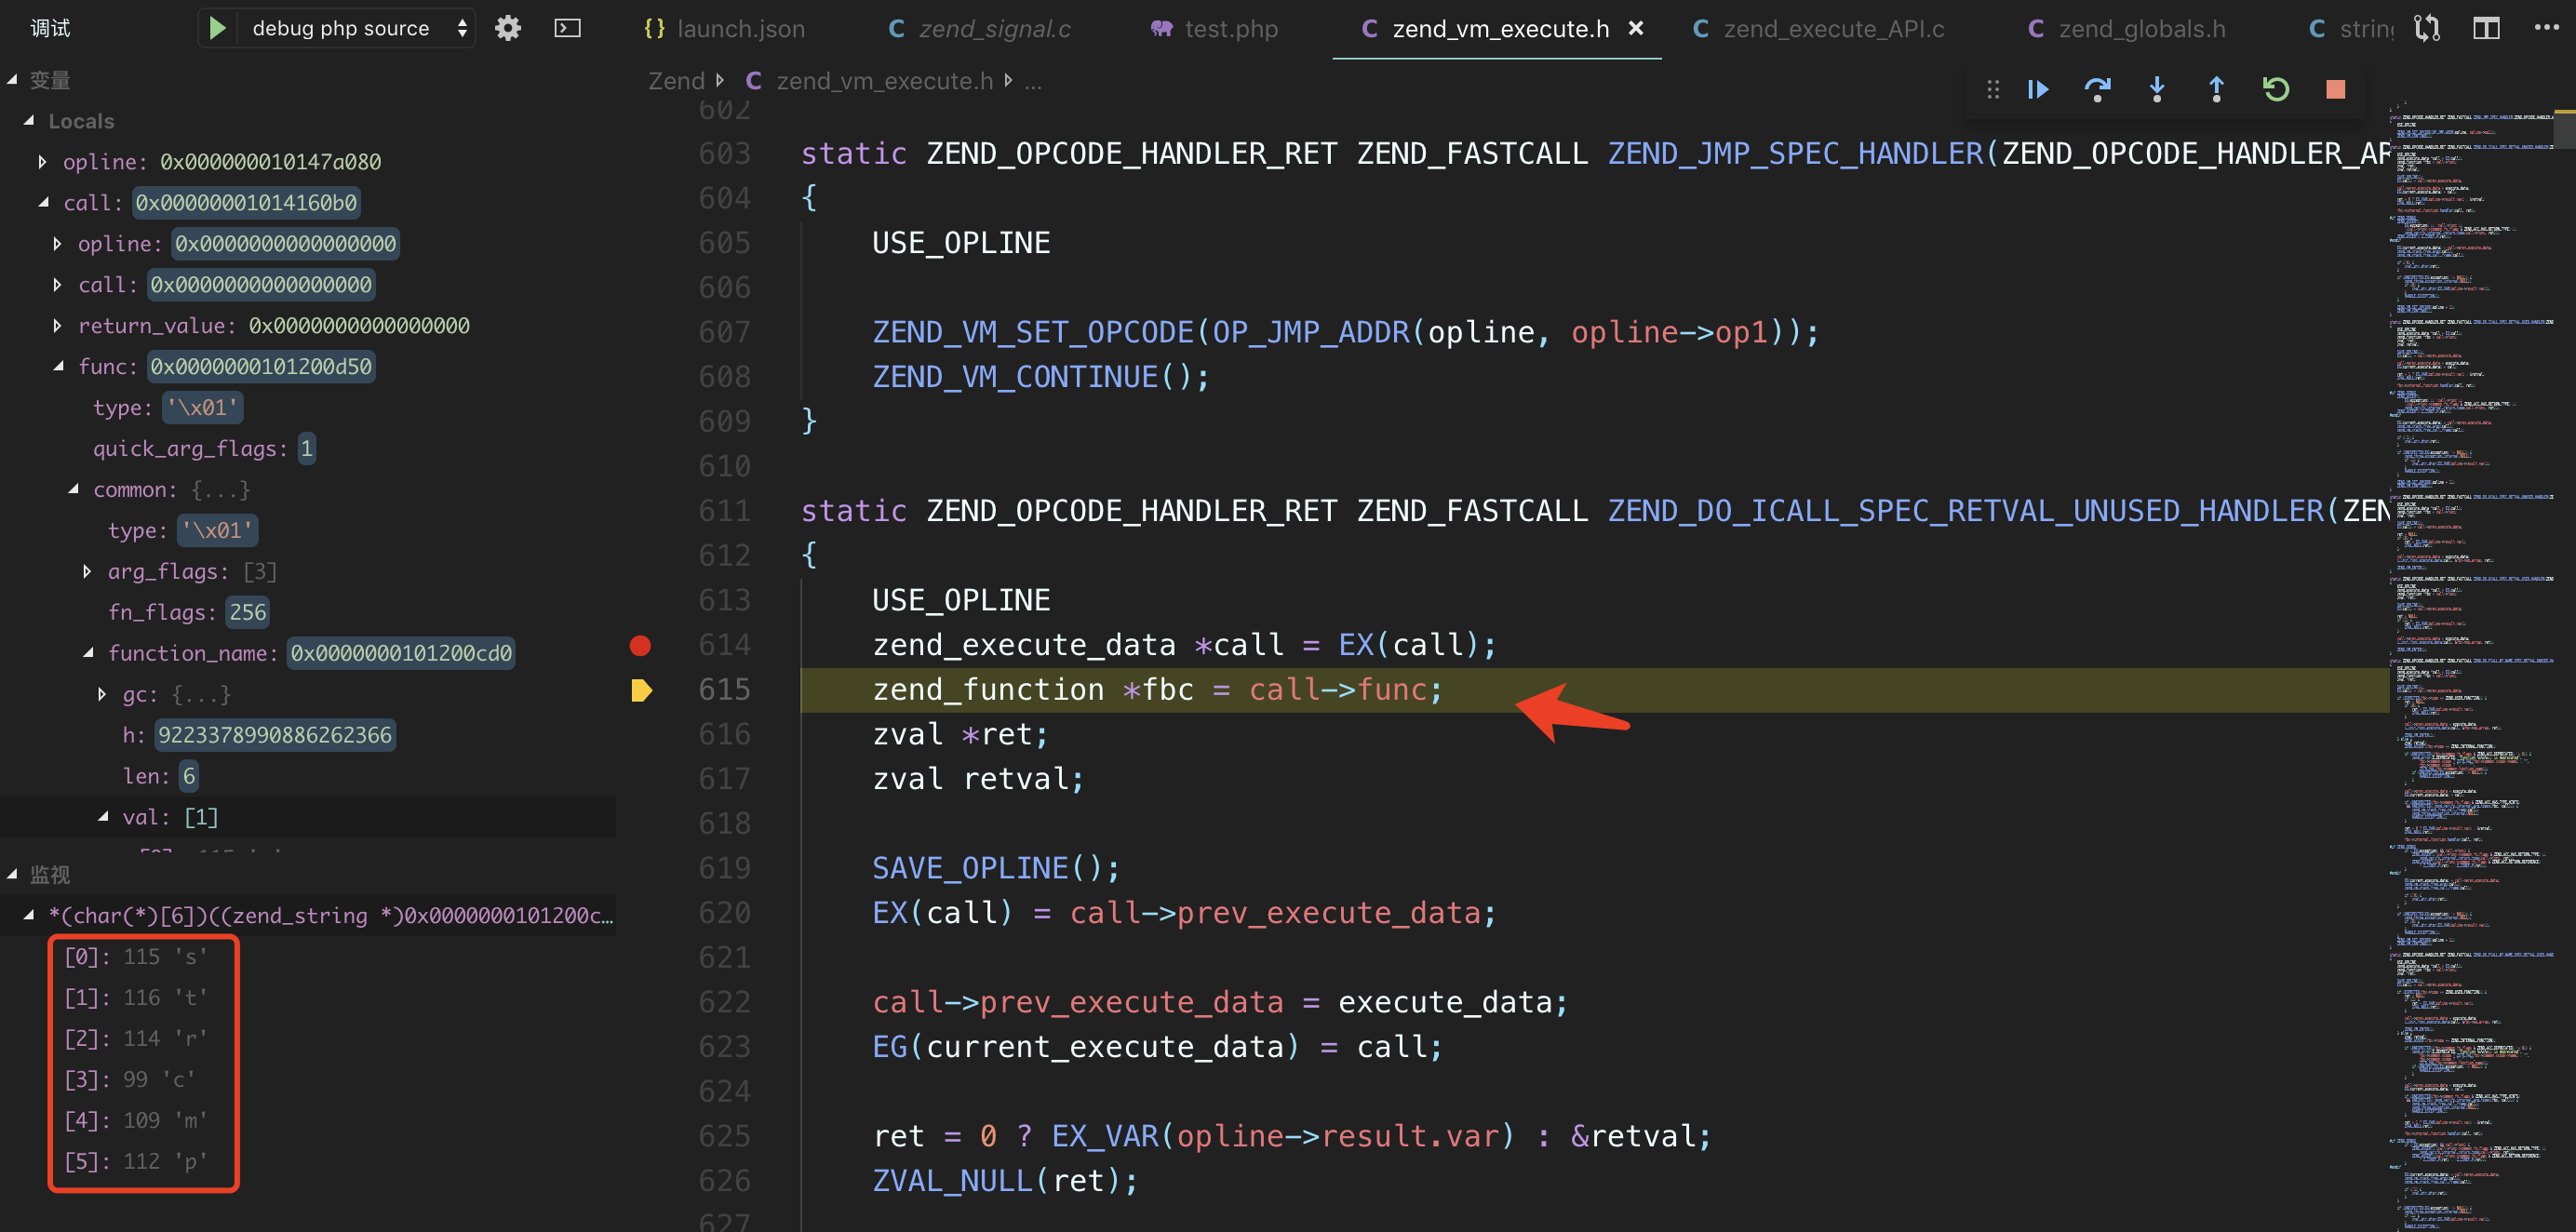 调试
debug php source
launch.json
zend_signal.c
test.php
zend_vm_execute.h
zend_execute_API.c
zend_globals.h
string
变量
Locals
opline: 0x000000010147a080
call: 0x00000001014160b0
opline: 0x0000000000000000
call: 0x0000000000000000
return_value: 0x0000000000000000
func: 0x0000000101200d50
type: '\x01'
quick_arg_flags: 1
common: {...}
type: '\x01'
arg_flags: [3]
fn_flags: 256
function_name: 0x0000000101200cd0
gc: {...}
h: 9223378990886262366
len: 6
val: [1]
监视
*(char(*)[6])((zend_string *)0x0000000101200c…
[0]: 115 's'
[1]: 116 't'
[2]: 114 'r'
[3]: 99 'c'
[4]: 109 'm'
[5]: 112 'p'
Zend
zend_vm_execute.h
...
602
603 static ZEND_OPCODE_HANDLER_RET ZEND_FASTCALL ZEND_JMP_SPEC_HANDLER(ZEND_OPCODE_HANDLER_AR
604 {
605 USE_OPLINE
606
607 ZEND_VM_SET_OPCODE(OP_JMP_ADDR(opline, opline->op1));
608 ZEND_VM_CONTINUE();
609 }
610
611 static ZEND_OPCODE_HANDLER_RET ZEND_FASTCALL ZEND_DO_ICALL_SPEC_RETVAL_UNUSED_HANDLER(ZEN
612 {
613 USE_OPLINE
614 zend_execute_data *call = EX(call);
615 zend_function *fbc = call->func;
616 zval *ret;
617 zval retval;
618
619 SAVE_OPLINE();
620 EX(call) = call->prev_execute_data;
621
622 call->prev_execute_data = execute_data;
623 EG(current_execute_data) = call;
624
625 ret = 0 ? EX_VAR(opline->result.var) : &retval;
626 ZVAL_NULL(ret);
627